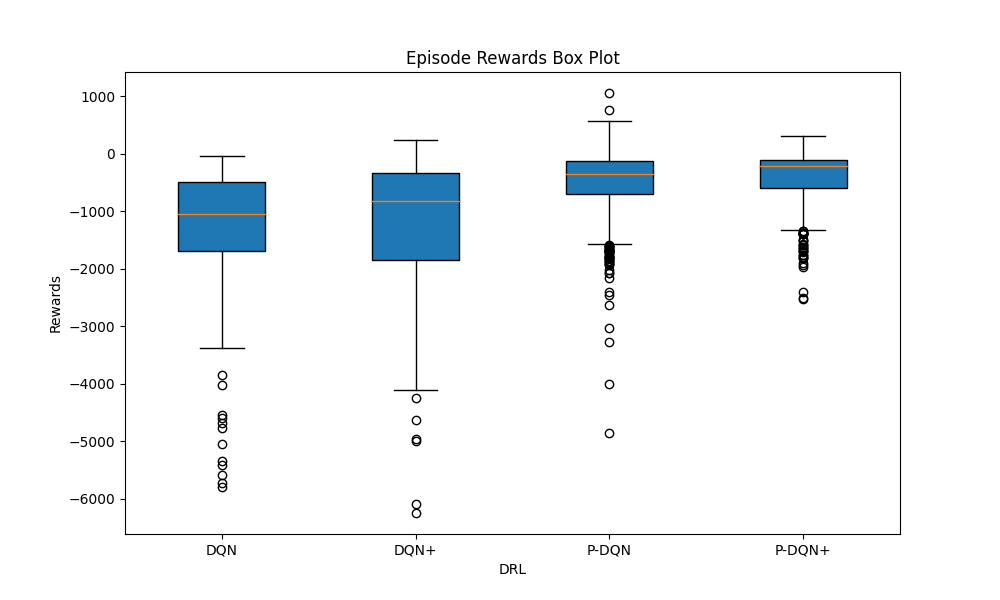 Episode Rewards Box Plot
Rewards
1000
0
−1000
−2000
−3000
−4000
−5000
−6000
DQN
DQN+
P-DQN
P-DQN+
DRL